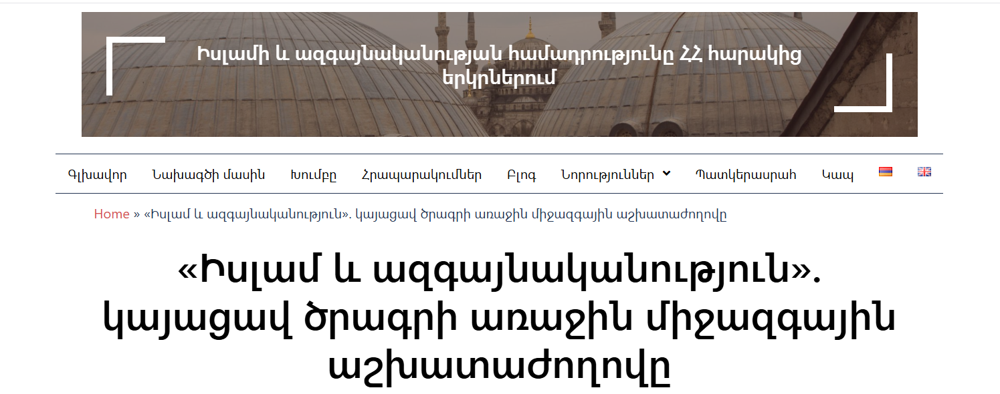 Իսլամի և ազգայնականության համադրությունը ՀՀ հարակից
երկրներում
Գլխավոր Նախագծի մասին Խումբը Հրապարակումներ Բլոգ Նորություններ Պատկերասրահ Կապ
Home » «Իսլամ և ազգայնականություն». կայացավ ծրագրի առաջին միջազգային աշխատաժողովը
«Իսլամ և ազգայնականություն».
կայացավ ծրագրի առաջին միջազգային
աշխատաժողովը